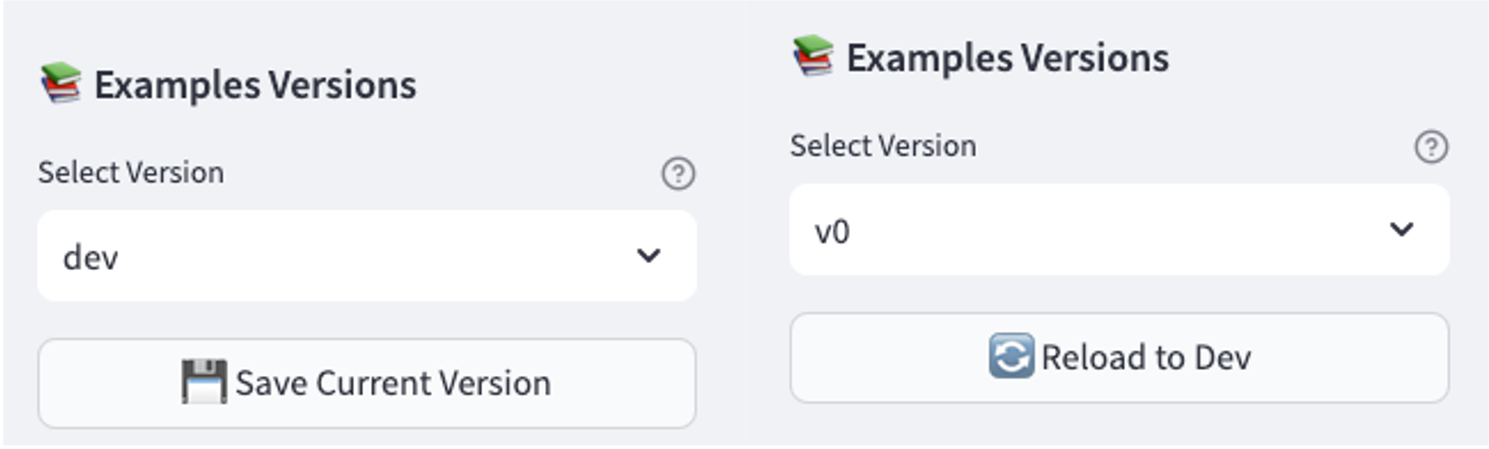 Examples Versions
Select Version
dev
Save Current Version
Examples Versions
Select Version
v0
Reload to Dev